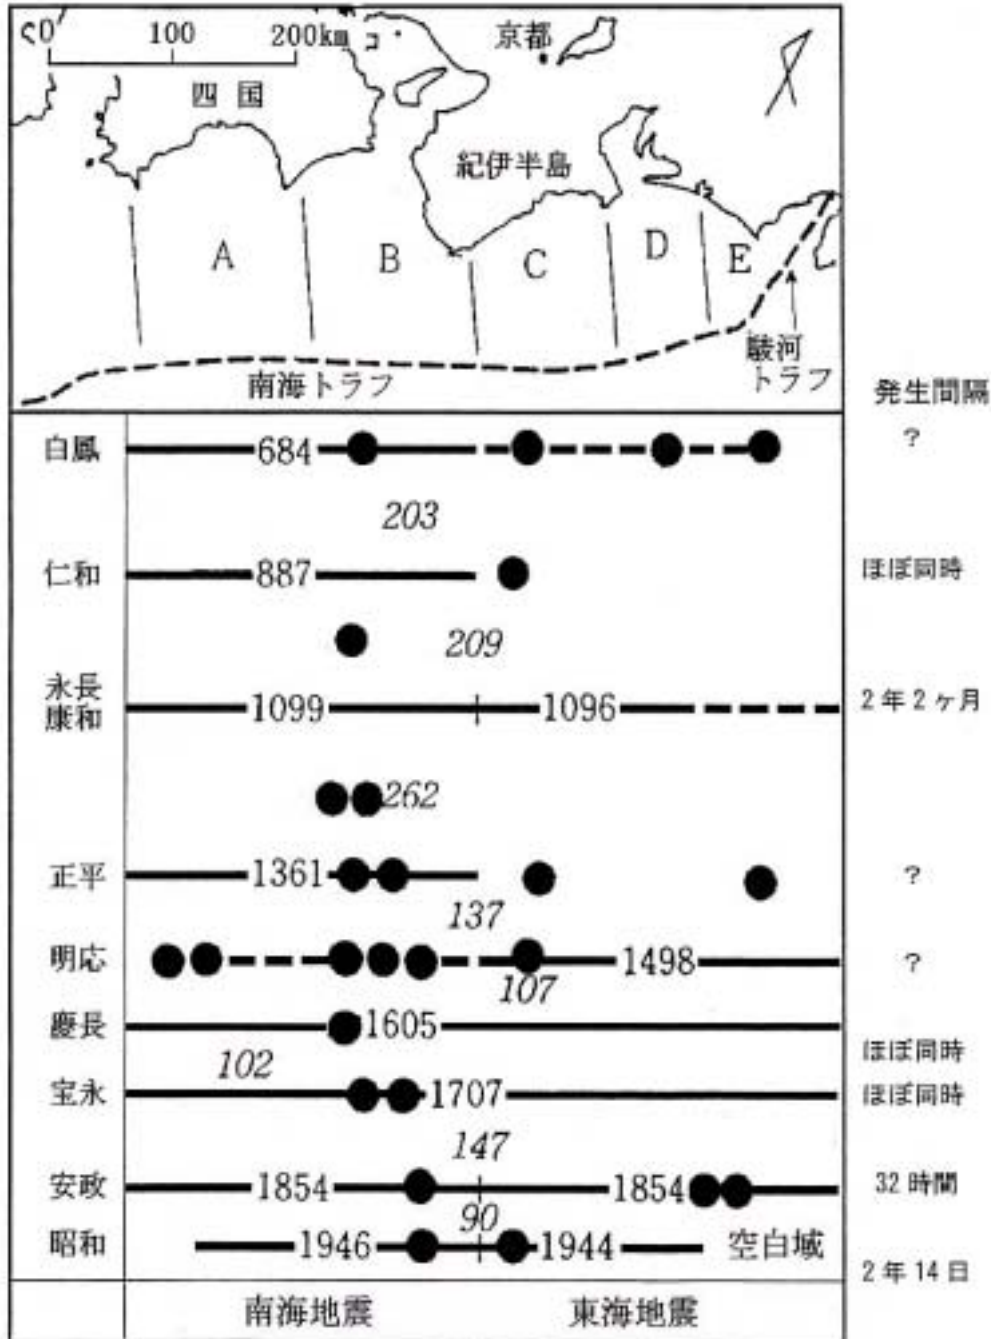 0 100 200km
コ
京都
四国
紀伊半島
A B C D E
駿河
トラフ
南海トラフ
発生間隔
白鳳 684 ?
203
仁和 887 ほぼ同時
209
永長
康和 1099 1096 2年2ヶ月
262
正平 1361 ?
137
明応 1498 ?
107
慶長 1605 ほぼ同時
102
宝永 1707 ほぼ同時
147
安政 1854 1854 32時間
90
昭和 1946 1944 空白域 2年14日
南海地震 東海地震